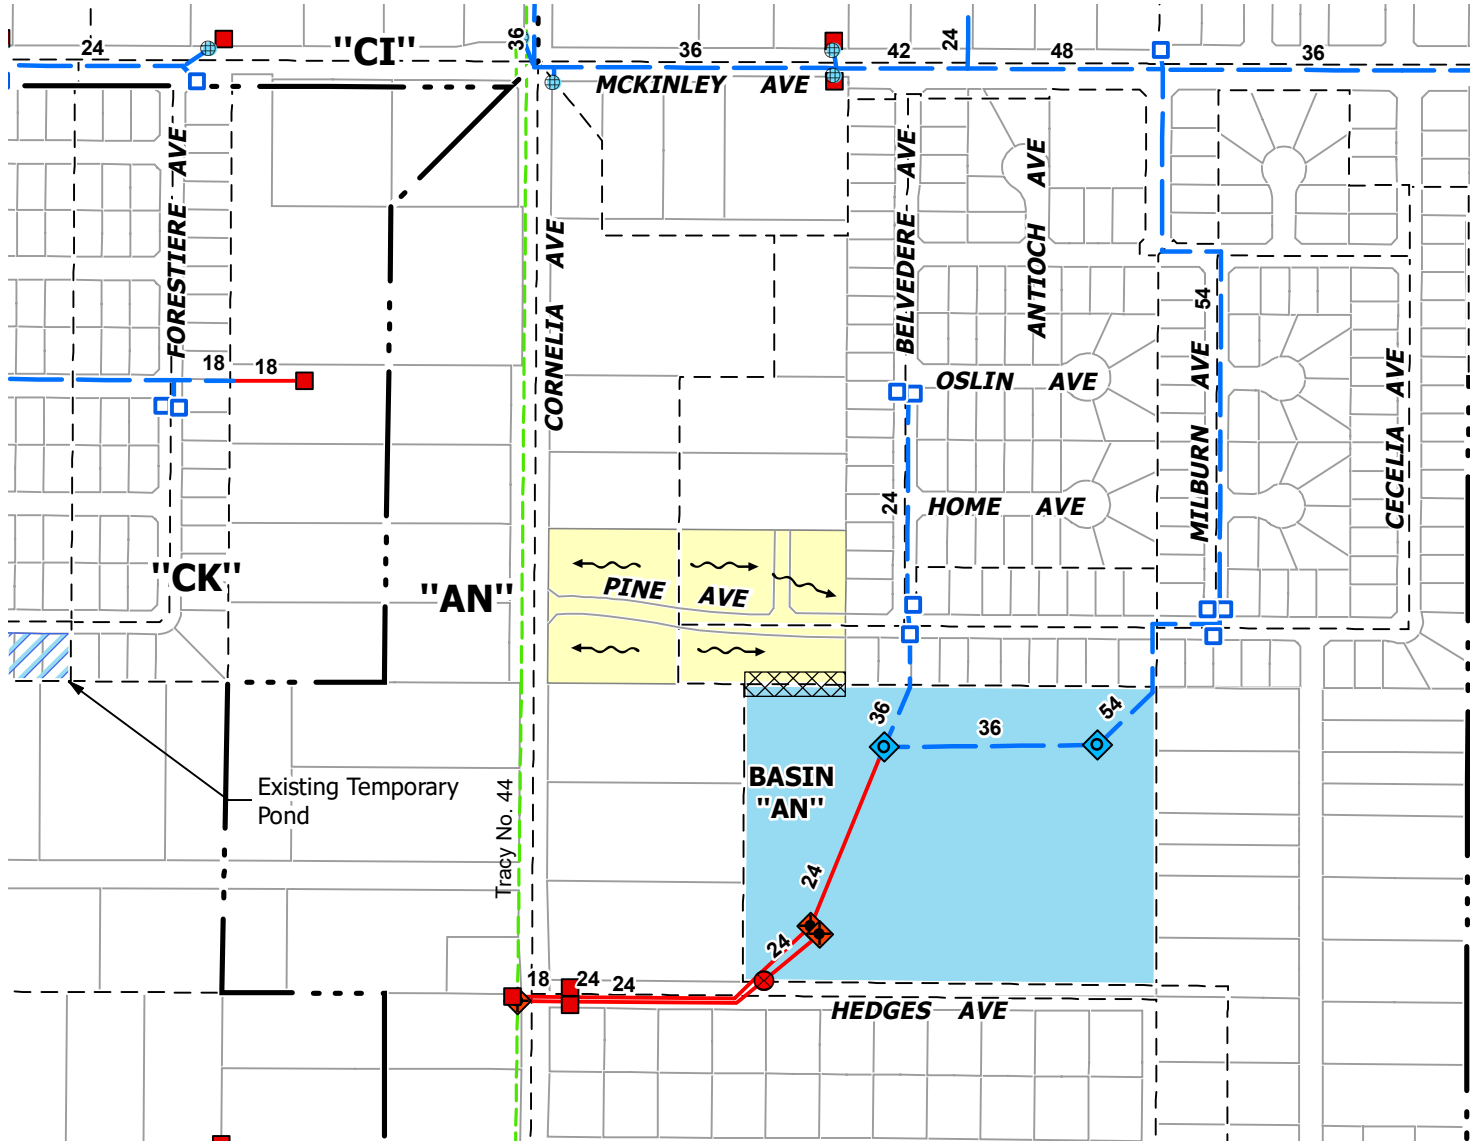 36
24
"CI"
36
42
24
48
36
MCKINLEY AVE
FORESTIERE AVE
CORNELIA AVE
BELVEDERE AVE
ANTIOCH AVE
54
MILBURN AVE
CECELIA AVE
18
18
OSLIN AVE
24
HOME AVE
"CK"
"AN"
PINE AVE
36
36
54
BASIN
"AN"
Existing Temporary
Pond
Tracy No. 44
24
24
18
24
24
HEDGES AVE